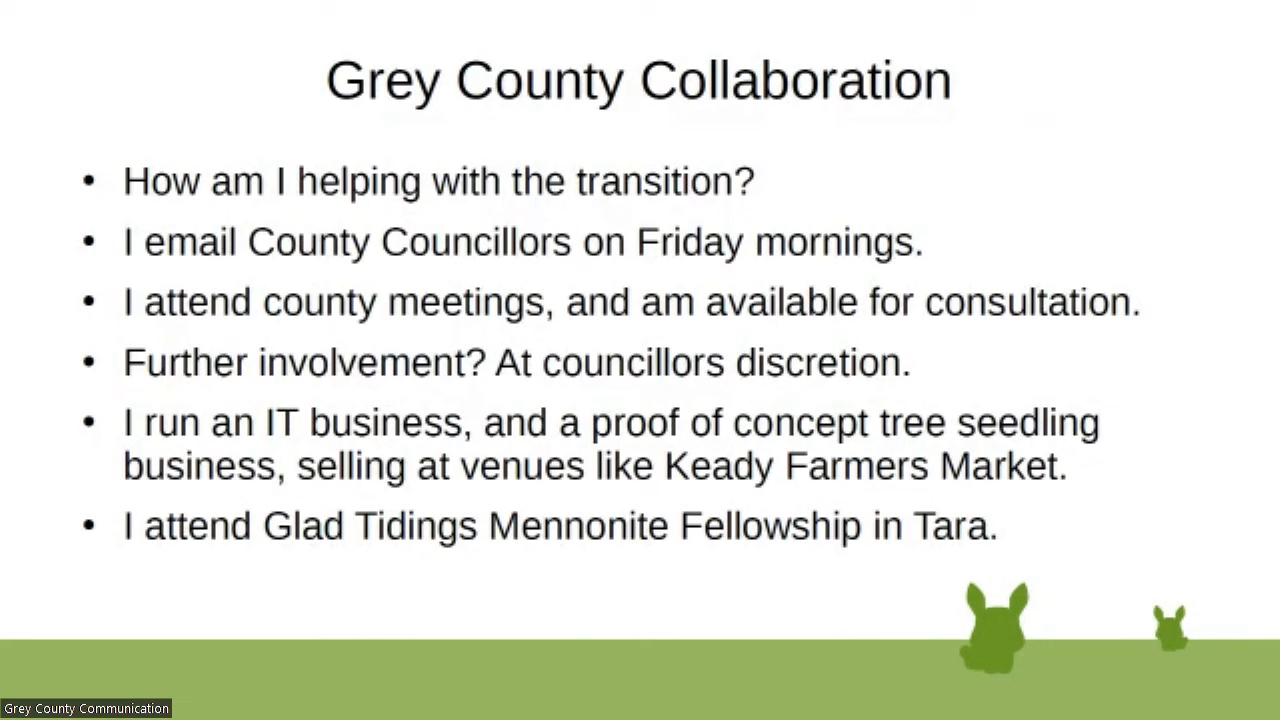 Grey County Collaboration
• How am I helping with the transition?
• I email County Councillors on Friday mornings.
• I attend county meetings, and am available for consultation.
• Further involvement? At councillors discretion.
• I run an IT business, and a proof of concept tree seedling
business, selling at venues like Keady Farmers Market.
• I attend Glad Tidings Mennonite Fellowship in Tara.
Grey County Communication